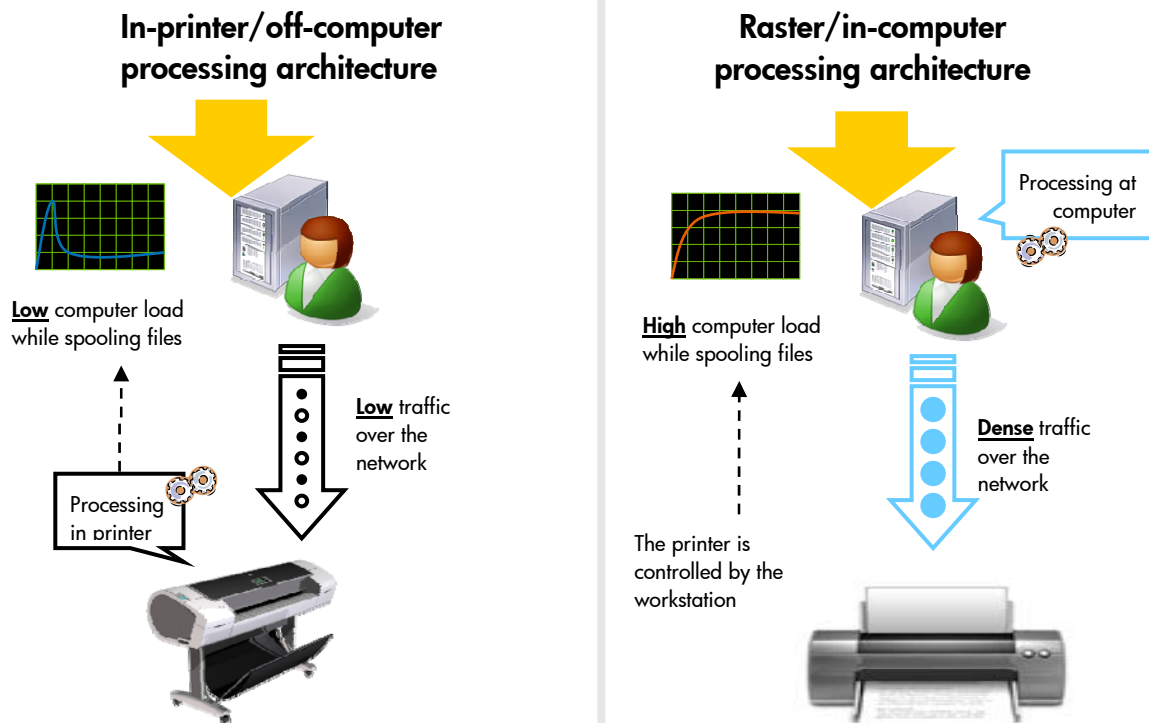 In-printer/off-computer
processing architecture
Low computer load
while spooling files
Low traffic
over the
network
Processing
in printer
Raster/in-computer
processing architecture
Processing at
computer
High computer load
while spooling files
Dense traffic
over the
network
The printer is
controlled by the
workstation